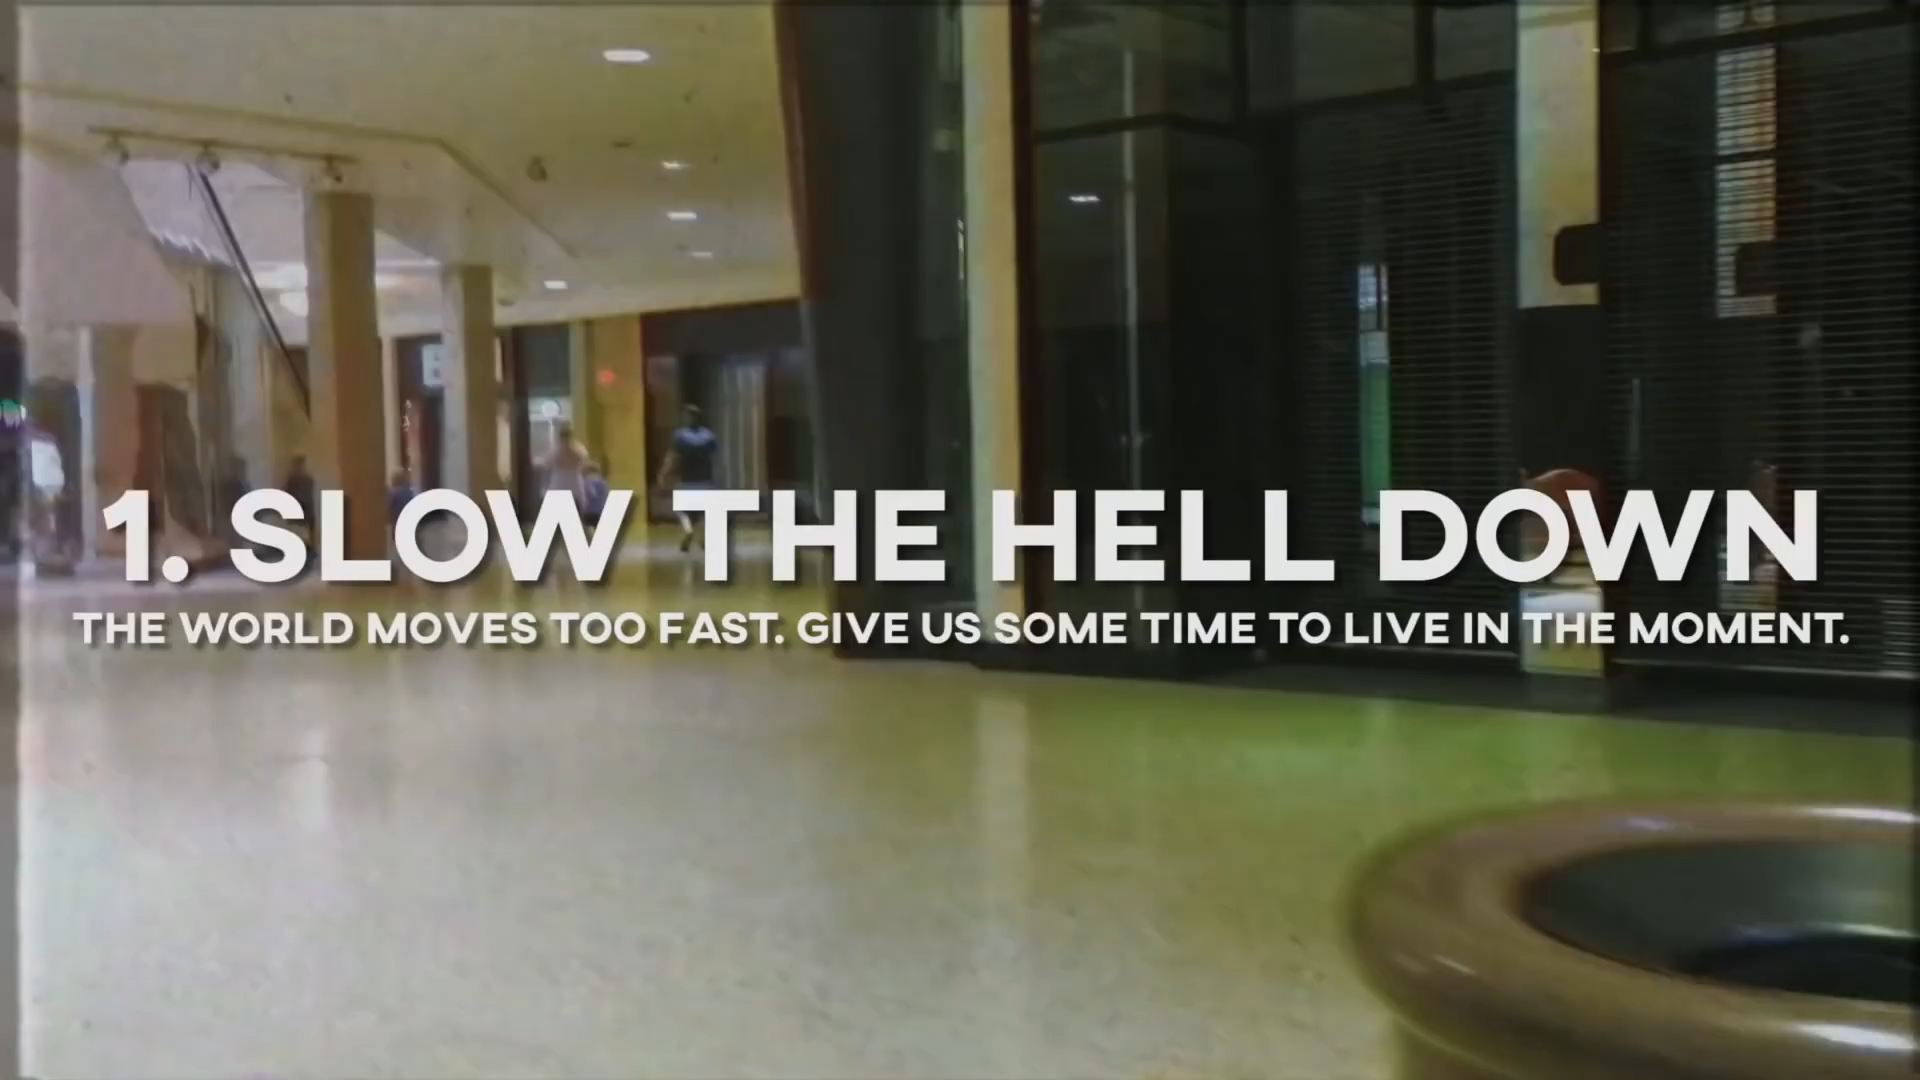 1. SLOW THE HELL DOWN
THE WORLD MOVES TOO FAST. GIVE US SOME TIME TO LIVE IN THE MOMENT.